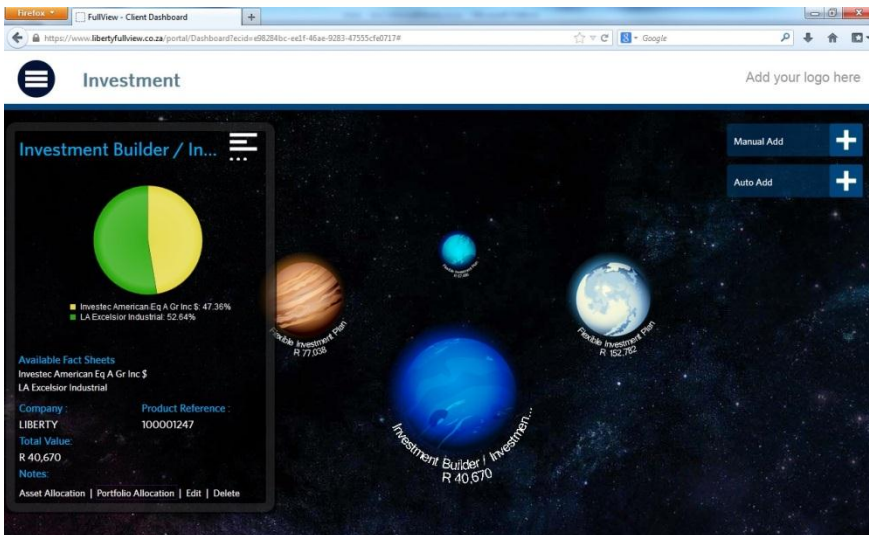 Firefox
FullView - Client Dashboard
https://www.libertyfullview.co.za/portal/Dashboard?ecid=e98284bc-ee1f-46ae-9283-47555cfe0717#
Google
Investment
Add your logo here
Investment Builder / In...
Manual Add
Auto Add
Investec American Eq A Gr Inc $: 47.36%
LA Excelsior Industrial: 52.64%
Flexible Investment Plan
R 77,038
Flexible Investment Plan
Flexible Investment Plan
R 152,782
Investment Builder / Investmen...
R 40,670
Available Fact Sheets
Investec American Eq A Gr Inc $
LA Excelsior Industrial
Company :
Product Reference :
LIBERTY
100001247
Total Value:
R 40,670
Notes:
Asset Allocation | Portfolio Allocation | Edit | Delete